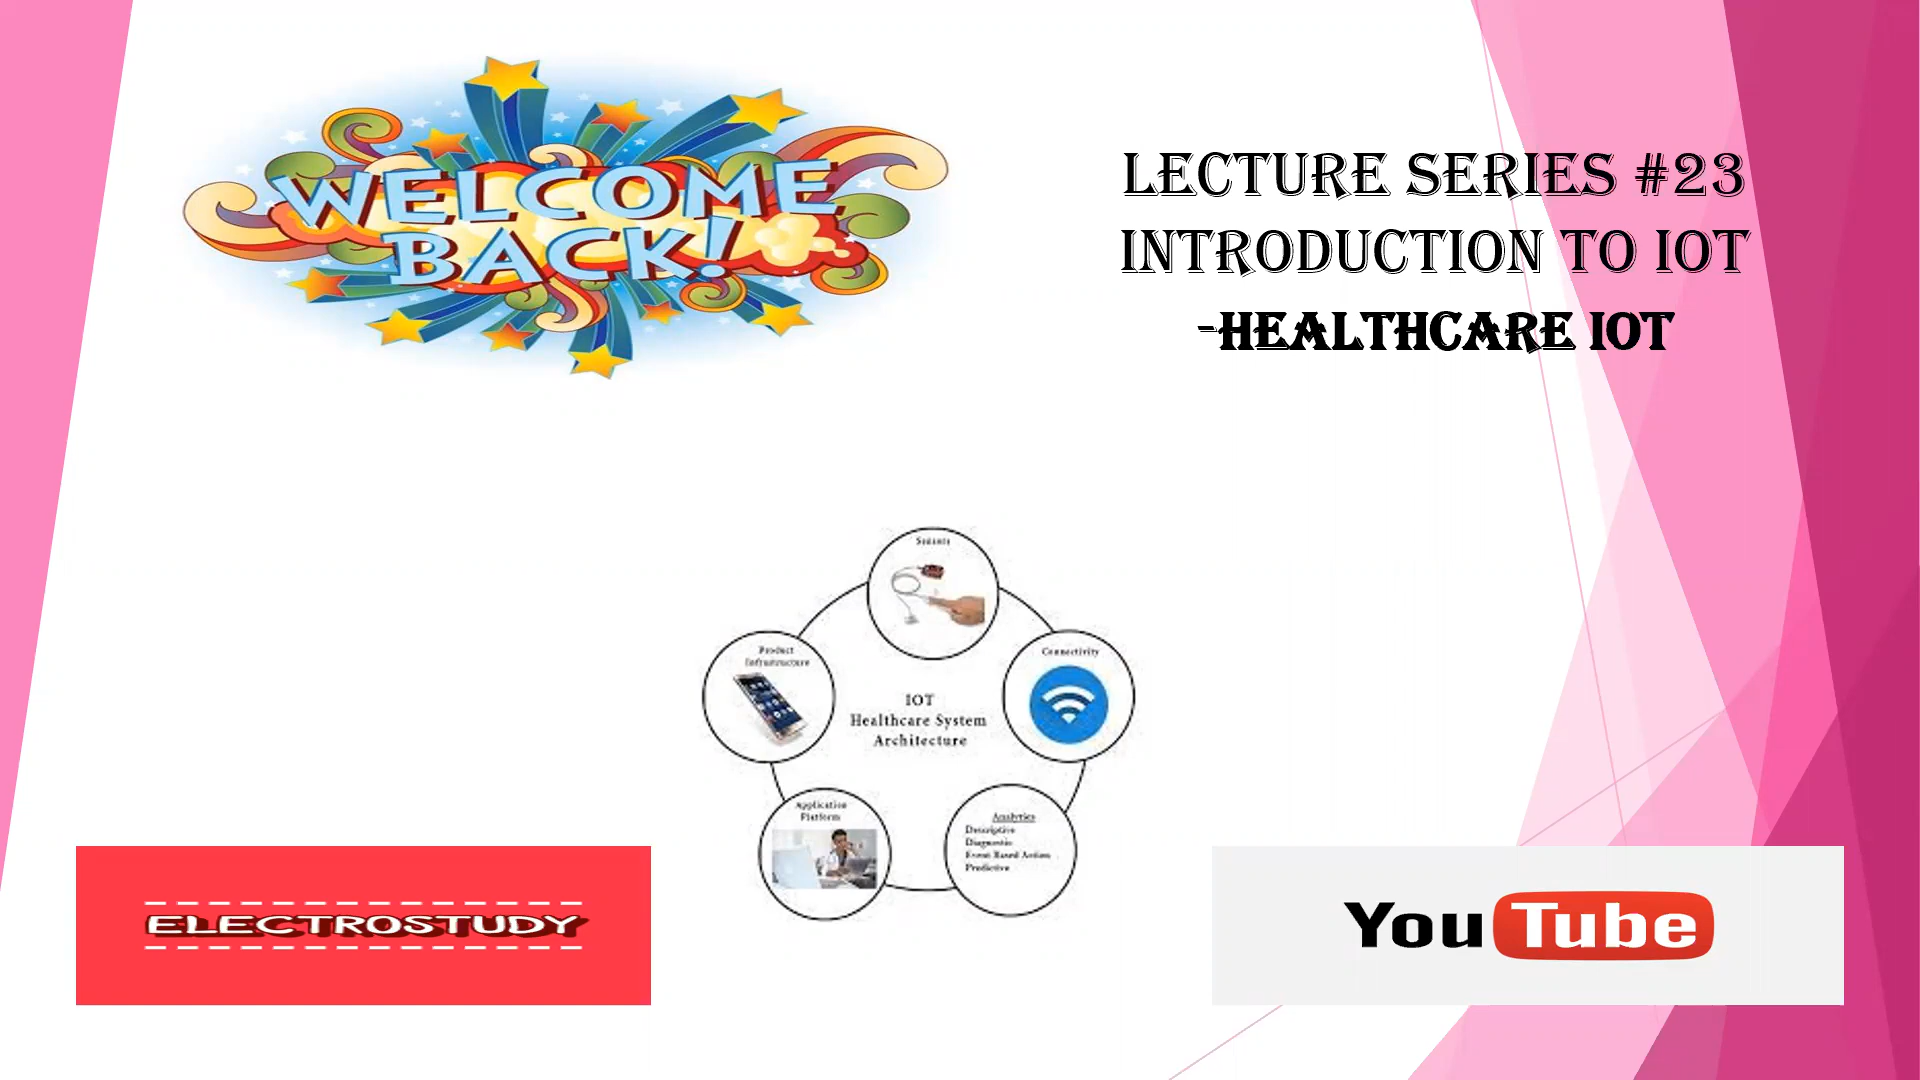 WELCOME
BACK!
LECTURE SERIES #23
INTRODUCTION TO IOT
-HEALTHCARE IOT
Sensors
Product
Infrastructure
Connectivity
IOT
Healthcare System
Architecture
Application
Platform
Analytics
Descriptive
Diagnostic
Event Based Action
Predictive
ELECTROSTUDY
YouTube